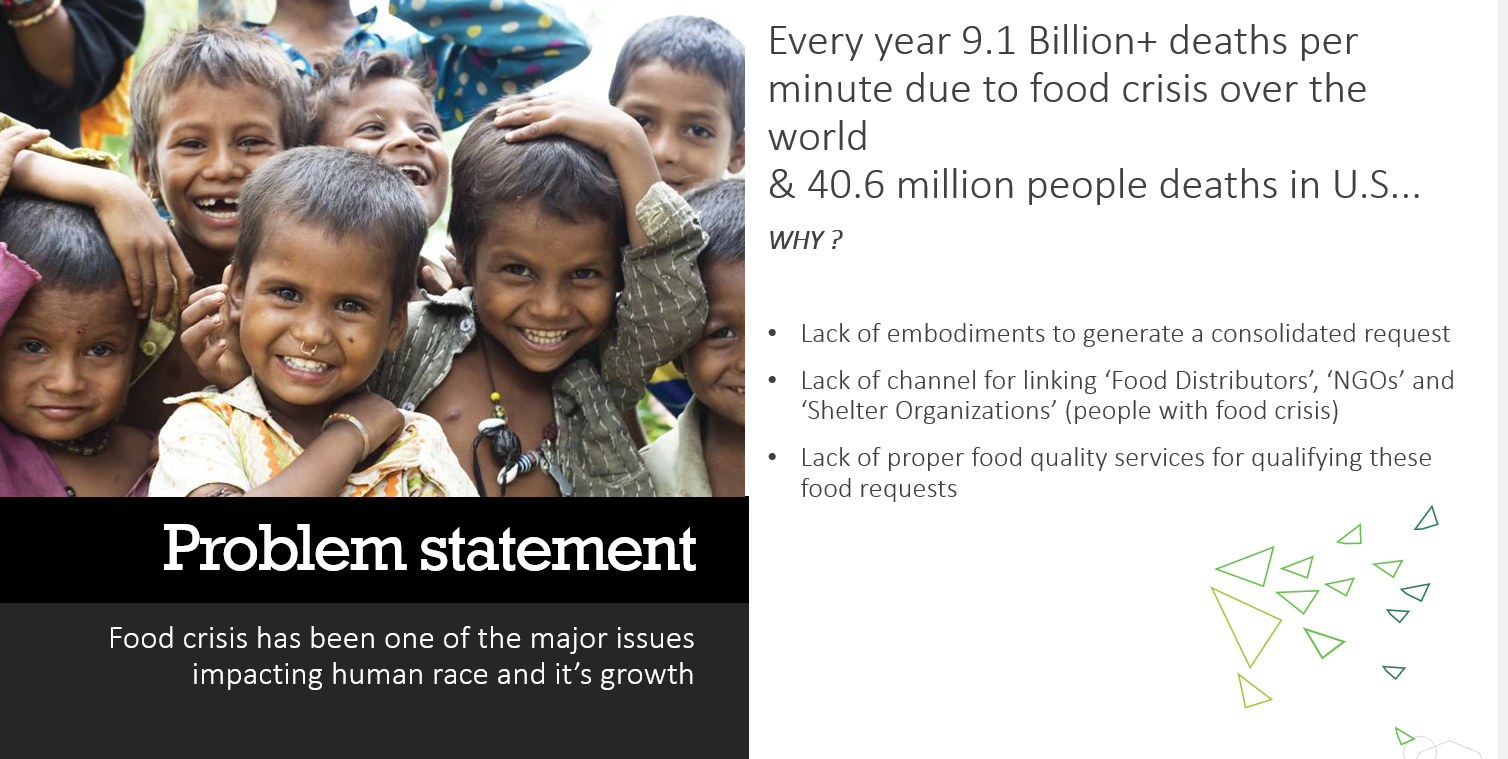 Every year 9.1 Billion+ deaths per
minute due to food crisis over the
world
& 40.6 million people deaths in U.S...
WHY ?
• Lack of embodiments to generate a consolidated request
• Lack of channel for linking ‘Food Distributors’, ‘NGOs’ and
‘Shelter Organizations’ (people with food crisis)
• Lack of proper food quality services for qualifying these
food requests
Problem statement
Food crisis has been one of the major issues
impacting human race and it’s growth